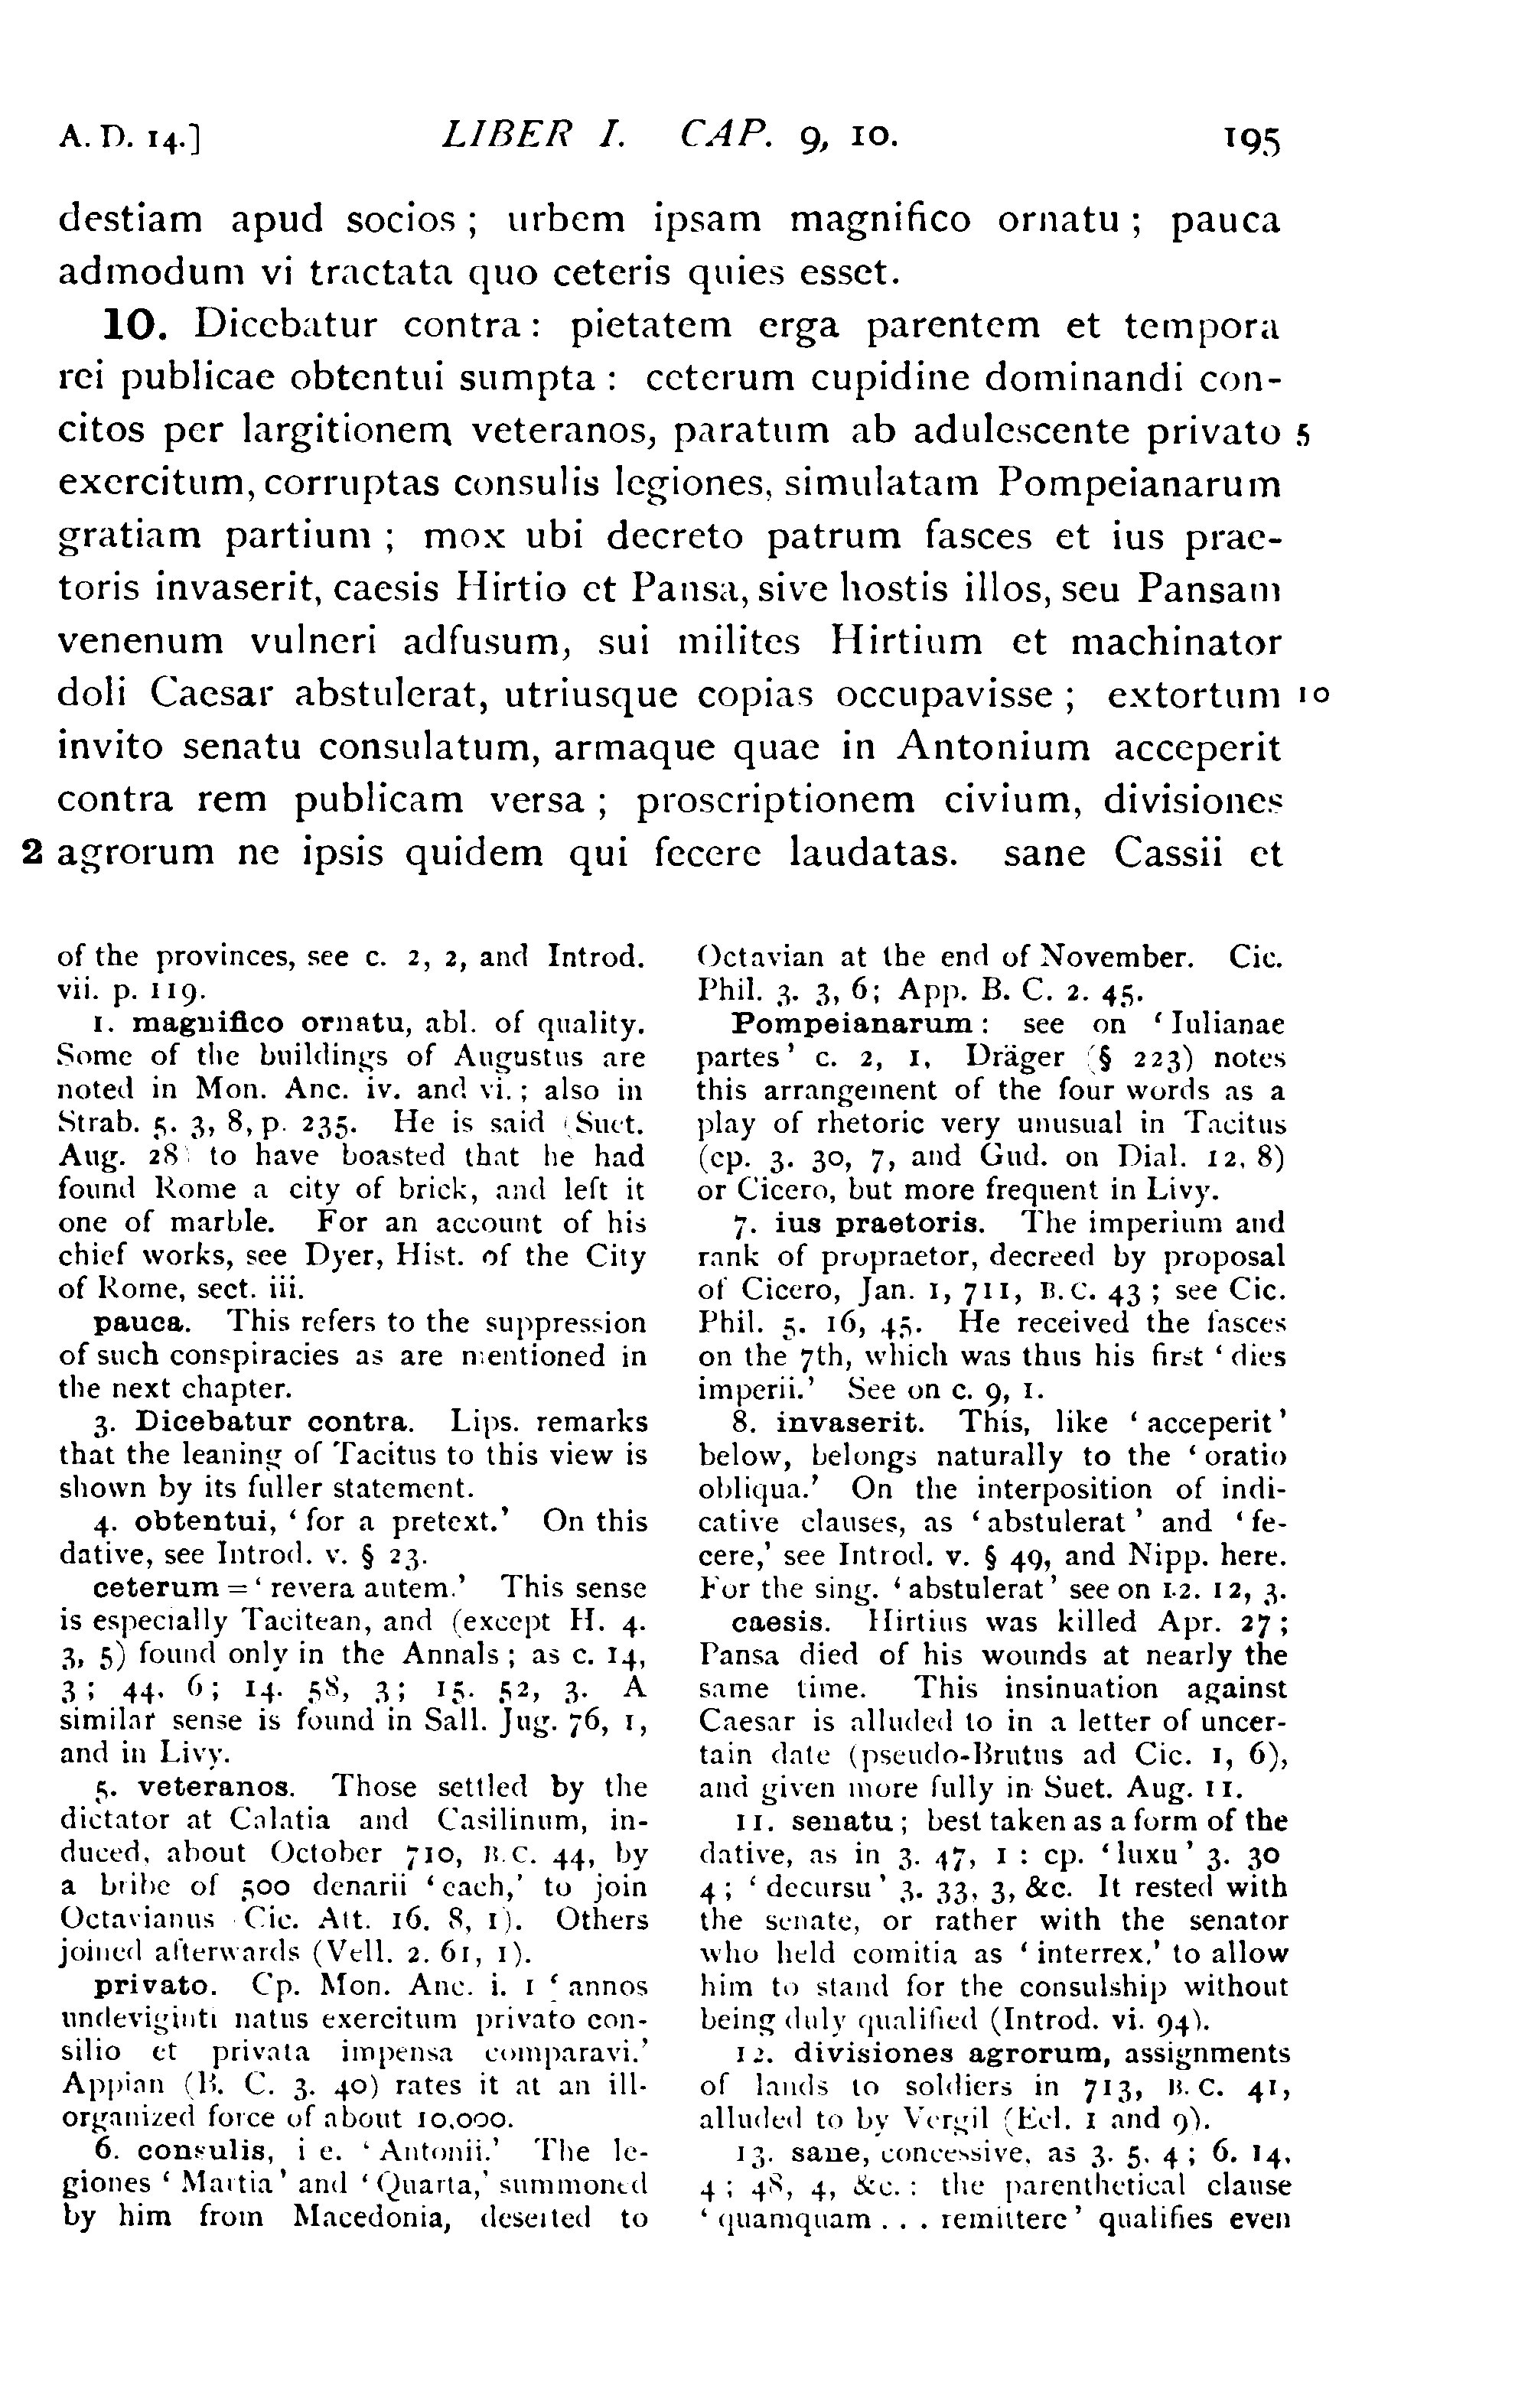 A. D. 14.] LIBER I. CAP. 9, 10. 195
destiam apud socios ; urbem ipsam magnifico ornatu ; pauca
admodum vi tractata quo ceteris quies esset.
10. Dicebatur contra : pietatem erga parentem et tempora
rei publicae obtentui sumpta : ceterum cupidine dominandi con-
citos per largitionem veteranos, paratum ab adulescente privato 5
exercitum, corruptas consulis legiones, simulatam Pompeianarum
gratiam partium ; mox ubi decreto patrum fasces et ius prae-
toris invaserit, caesis Hirtio et Pansa, sive hostis illos, seu Pansam
venenum vulneri adfusum, sui milites Hirtium et machinator
doli Caesar abstulerat, utriusque copias occupavisse ; extortum 10
invito senatu consulatum, armaque quae in Antonium acceperit
contra rem publicam versa ; proscriptionem civium, divisiones
2 agrorum ne ipsis quidem qui fecere laudatas. sane Cassii et
of the provinces, see c. 2, 2, and Introd.
vii. p. 119.
1. magnifico ornatu, abl. of quality.
Some of the buildings of Augustus are
noted in Mon. Anc. iv. and vi. ; also in
Strab. 5. 3, 8, p. 235. He is said (Suet.
Aug. 28) to have boasted that he had
found Rome a city of brick, and left it
one of marble. For an account of his
chief works, see Dyer, Hist. of the City
of Rome, sect. iii.
pauca. This refers to the suppression
of such conspiracies as are mentioned in
the next chapter.
3. Dicebatur contra. Lips. remarks
that the leaning of Tacitus to this view is
shown by its fuller statement.
4. obtentui, ‘ for a pretext.’ On this
dative, see Introd. v. § 23.
ceterum = ‘ revera autem.’ This sense
is especially Tacitean, and (except H. 4.
3, 5) found only in the Annals ; as c. 14,
3 ; 44, 6 ; 14. 58, 3 ; 15. 52, 3. A
similar sense is found in Sall. Jug. 76, 1,
and in Livy.
5. veteranos. Those settled by the
dictator at Calatia and Casilinum, in-
duced, about October 710, B.C. 44, by
a bribe of 500 denarii ‘ each,’ to join
Octavianus (Cic. Att. 16. 8, 1). Others
joined afterwards (Vell. 2. 61, 1).
privato. Cp. Mon. Anc. i. 1 ‘ annos
undeviginti natus exercitum privato con-
silio et privata impensa comparavi.’
Appian (B. C. 3. 40) rates it at an ill-
organized force of about 10,000.
6. consulis, i e. ‘ Antonii.’ The le-
giones ‘ Martia ’ and ‘ Quarta,’ summoned
by him from Macedonia, deserted to
Octavian at the end of November. Cic.
Phil. 3. 3, 6 ; App. B. C. 2. 45.
Pompeianarum : see on ‘ Iulianae
partes ’ c. 2, 1, Dräger (§ 223) notes
this arrangement of the four words as a
play of rhetoric very unusual in Tacitus
(cp. 3. 30, 7, and Gud. on Dial. 12, 8)
or Cicero, but more frequent in Livy.
7. ius praetoris. The imperium and
rank of propraetor, decreed by proposal
of Cicero, Jan. 1, 711, B.C. 43 ; see Cic.
Phil. 5. 16, 45. He received the fasces
on the 7th, which was thus his first ‘ dies
imperii.’ See on c. 9, 1.
8. invaserit. This, like ‘ acceperit ’
below, belongs naturally to the ‘ oratio
obliqua.’ On the interposition of indi-
cative clauses, as ‘ abstulerat ’ and ‘ fe-
cere,’ see Introd. v. § 49, and Nipp. here.
For the sing. ‘ abstulerat ’ see on 12. 12, 3.
caesis. Hirtius was killed Apr. 27 ;
Pansa died of his wounds at nearly the
same time. This insinuation against
Caesar is alluded to in a letter of uncer-
tain date (pseudo-Brutus ad Cic. 1, 6),
and given more fully in Suet. Aug. 11.
11. senatu ; best taken as a form of the
dative, as in 3. 47, 1 : cp. ‘ luxu ’ 3. 30
4 ; ‘ decursu ’ 3. 33, 3, &c. It rested with
the senate, or rather with the senator
who held comitia as ‘ interrex,’ to allow
him to stand for the consulship without
being duly qualified (Introd. vi. 94).
12. divisiones agrorum, assignments
of lands to soldiers in 713, B.C. 41,
alluded to by Vergil (Ecl. 1 and 9).
13. sane, concessive, as 3. 5, 4 ; 6. 14,
4 ; 48, 4, &c. : the parenthetical clause
‘ quamquam . . . remittere ’ qualifies even